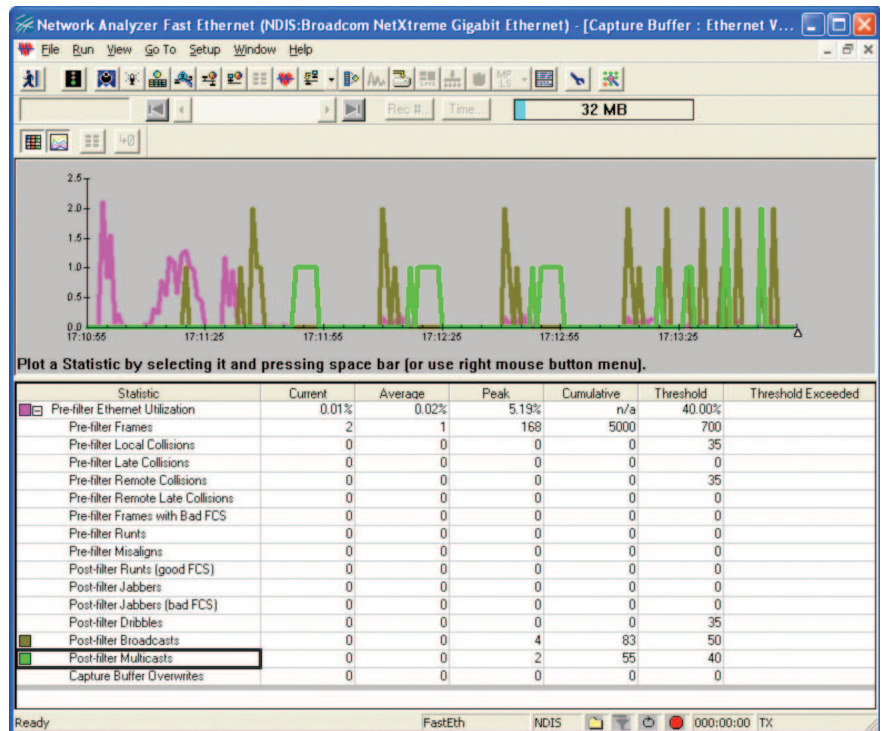 Network Analyzer Fast Ethernet (NDIS:Broadcom NetXtreme Gigabit Ethernet) - [Capture Buffer : Ethernet V...
File Run View Go To Setup Window Help
MP LS
Rec #... Time... 32 MB
2.5
2.0
1.5
1.0
0.5
0.0
17:10:55 17:11:25 17:11:55 17:12:25 17:12:55 17:13:25
Plot a Statistic by selecting it and pressing space bar (or use right mouse button menu).
Statistic Current Average Peak Cumulative Threshold Threshold Exceeded
Pre-filter Ethernet Utilization 0.01% 0.02% 5.19% n/a 40.00%
Pre-filter Frames 2 1 168 5000 700
Pre-filter Local Collisions 0 0 0 0 35
Pre-filter Late Collisions 0 0 0 0 0
Pre-filter Remote Collisions 0 0 0 0 35
Pre-filter Remote Late Collisions 0 0 0 0 0
Pre-filter Frames with Bad FCS 0 0 0 0 0
Pre-filter Runts 0 0 0 0 0
Pre-filter Misaligns 0 0 0 0 0
Post-filter Runts (good FCS) 0 0 0 0 0
Post-filter Jabbers 0 0 0 0 0
Post-filter Jabbers (bad FCS) 0 0 0 0 0
Post-filter Dribbles 0 0 0 0 35
Post-filter Broadcasts 0 0 4 83 50
Post-filter Multicasts 0 0 2 55 40
Capture Buffer Overwrites 0 0 0 0 0
Ready FastEth NDIS 000:00:00 TX